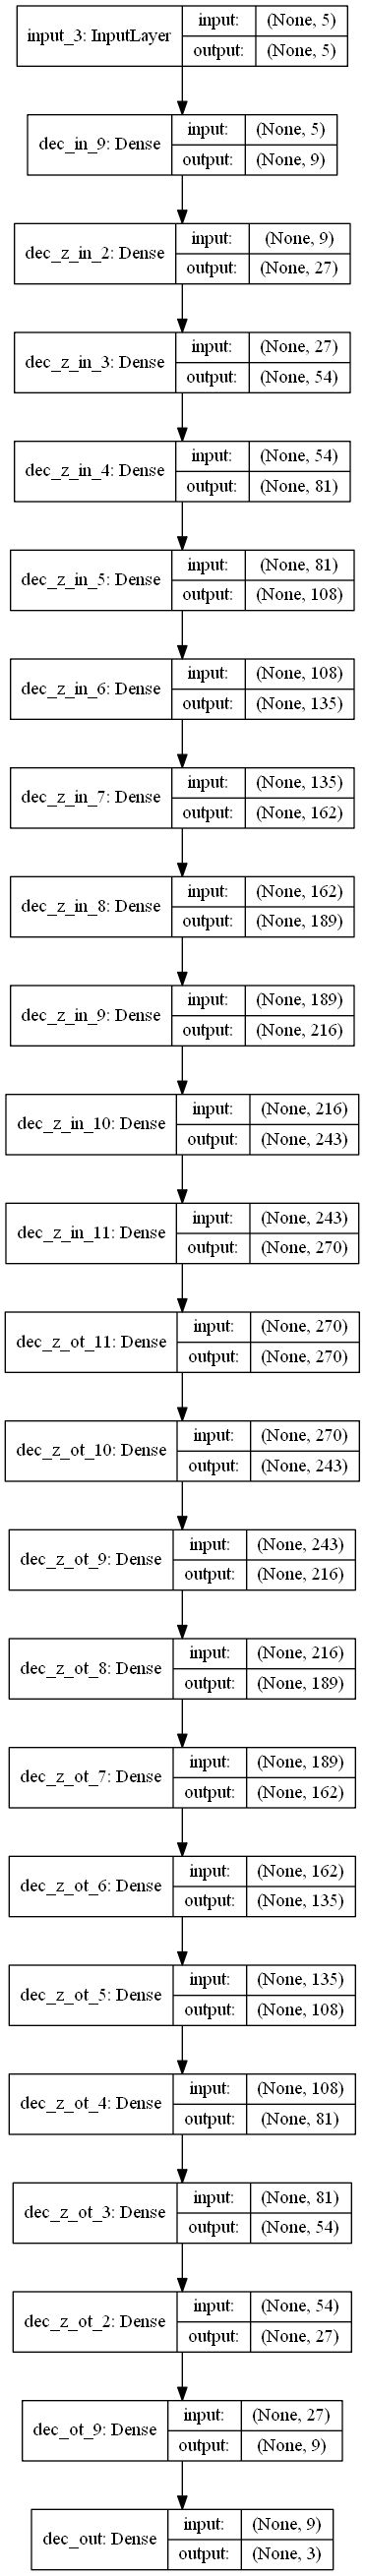 input_3: InputLayer input: (None, 5)
output: (None, 5)
dec_in_9: Dense input: (None, 5)
output: (None, 9)
dec_z_in_2: Dense input: (None, 9)
output: (None, 27)
dec_z_in_3: Dense input: (None, 27)
output: (None, 54)
dec_z_in_4: Dense input: (None, 54)
output: (None, 81)
dec_z_in_5: Dense input: (None, 81)
output: (None, 108)
dec_z_in_6: Dense input: (None, 108)
output: (None, 135)
dec_z_in_7: Dense input: (None, 135)
output: (None, 162)
dec_z_in_8: Dense input: (None, 162)
output: (None, 189)
dec_z_in_9: Dense input: (None, 189)
output: (None, 216)
dec_z_in_10: Dense input: (None, 216)
output: (None, 243)
dec_z_in_11: Dense input: (None, 243)
output: (None, 270)
dec_z_ot_11: Dense input: (None, 270)
output: (None, 270)
dec_z_ot_10: Dense input: (None, 270)
output: (None, 243)
dec_z_ot_9: Dense input: (None, 243)
output: (None, 216)
dec_z_ot_8: Dense input: (None, 216)
output: (None, 189)
dec_z_ot_7: Dense input: (None, 189)
output: (None, 162)
dec_z_ot_6: Dense input: (None, 162)
output: (None, 135)
dec_z_ot_5: Dense input: (None, 135)
output: (None, 108)
dec_z_ot_4: Dense input: (None, 108)
output: (None, 81)
dec_z_ot_3: Dense input: (None, 81)
output: (None, 54)
dec_z_ot_2: Dense input: (None, 54)
output: (None, 27)
dec_ot_9: Dense input: (None, 27)
output: (None, 9)
dec_out: Dense input: (None, 9)
output: (None, 3)